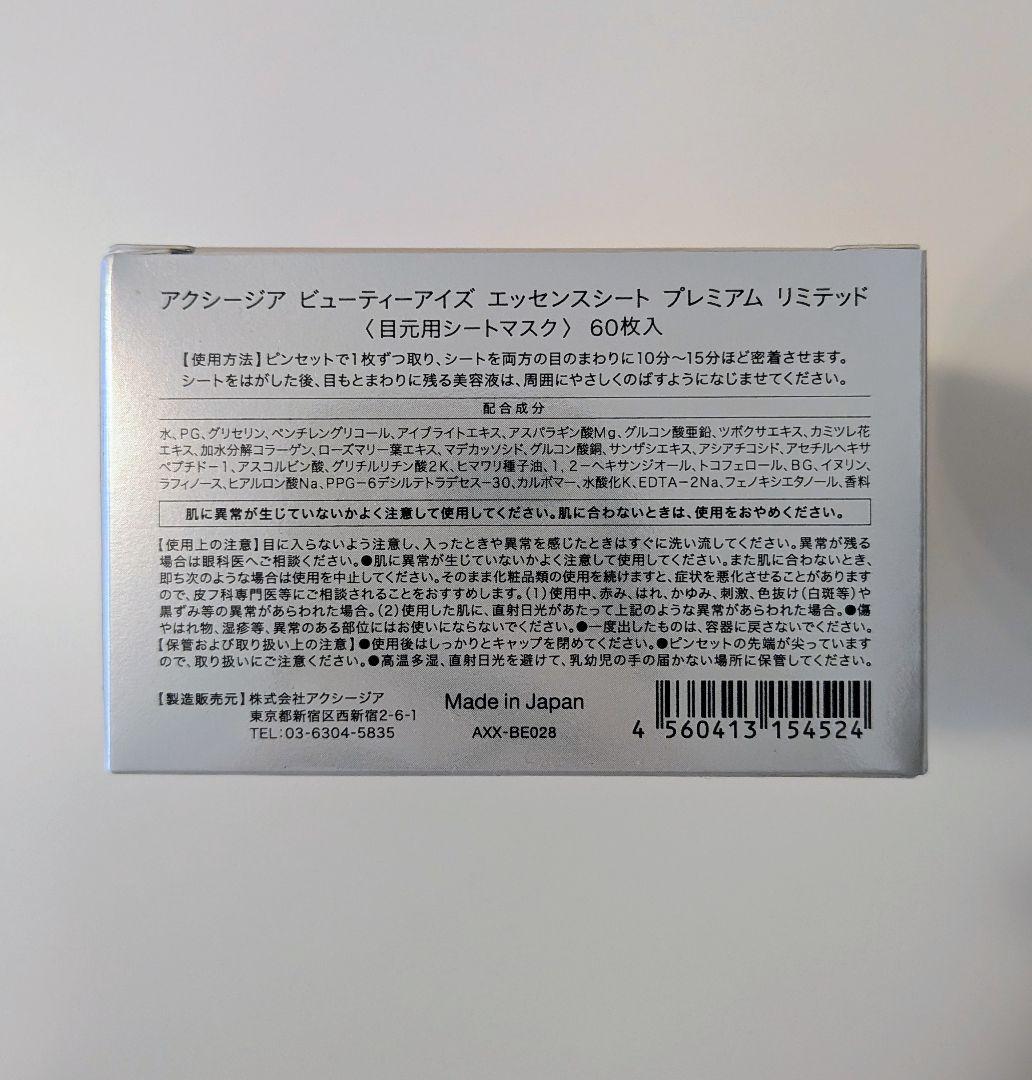 アクシージア ビューティーアイズ エッセンスシート プレミアム リミテッド
〈目元用シートマスク〉 60枚入
【使用方法】ピンセットで1枚ずつ取り、シートを両方の目のまわりに10分〜15分ほど密着させます。
シートをはがした後、目もとまわりに残る美容液は、周囲にやさしくのばすようになじませてください。
配合成分
水、PG、グリセリン、ペンチレングリコール、アイブライトエキス、アスパラギン酸Mg、グルコン酸亜鉛、ツボクサエキス、カミツレ花
エキス、加水分解コラーゲン、ローズマリー葉エキス、マデカッソシド、グルコン酸銅、サンザシエキス、アシアチコシド、アセチルヘキサ
ペプチド-1、アスコルビン酸、グリチルリチン酸2K、ヒマワリ種子油、1，2-ヘキサンジオール、トコフェロール、BG、イヌリン、
ラフィノース、ヒアルロン酸Na、PPG-6デシルテトラデセス-30、カルボマー、水酸化K、EDTA-2Na、フェノキシエタノール、香料
肌に異常が生じていないかよく注意して使用してください。肌に合わないときは、使用をおやめください。
【使用上の注意】目に入らないよう注意し、入ったときや異常を感じたときはすぐに洗い流してください。異常が残る
場合は眼科医へご相談ください。●肌に異常が生じていないかよく注意して使用してください。また肌に合わないとき、
即ち次のような場合は使用を中止してください。そのまま化粧品類の使用を続けますと、症状を悪化させることがあります
ので、皮フ科専門医等にご相談されることをおすすめします。(1)使用中、赤み、はれ、かゆみ、刺激、色抜け(白斑等)や
黒ずみ等の異常があらわれた場合。(2)使用した肌に、直射日光があたって上記のような異常があらわれた場合。●傷
やはれ物、湿疹等、異常のある部位にはお使いにならないでください。●一度出したものは、容器に戻さないでください。
【保管および取り扱い上の注意】●使用後はしっかりとキャップを閉めてください。●ピンセットの先端が尖っています
ので、取り扱いにご注意ください。●高温多湿、直射日光を避けて、乳幼児の手の届かない場所に保管してください。
【製造販売元】株式会社アクシージア
東京都新宿区西新宿2-6-1
TEL:03-6304-5835
Made in Japan
AXX-BE028
4 560413 154524